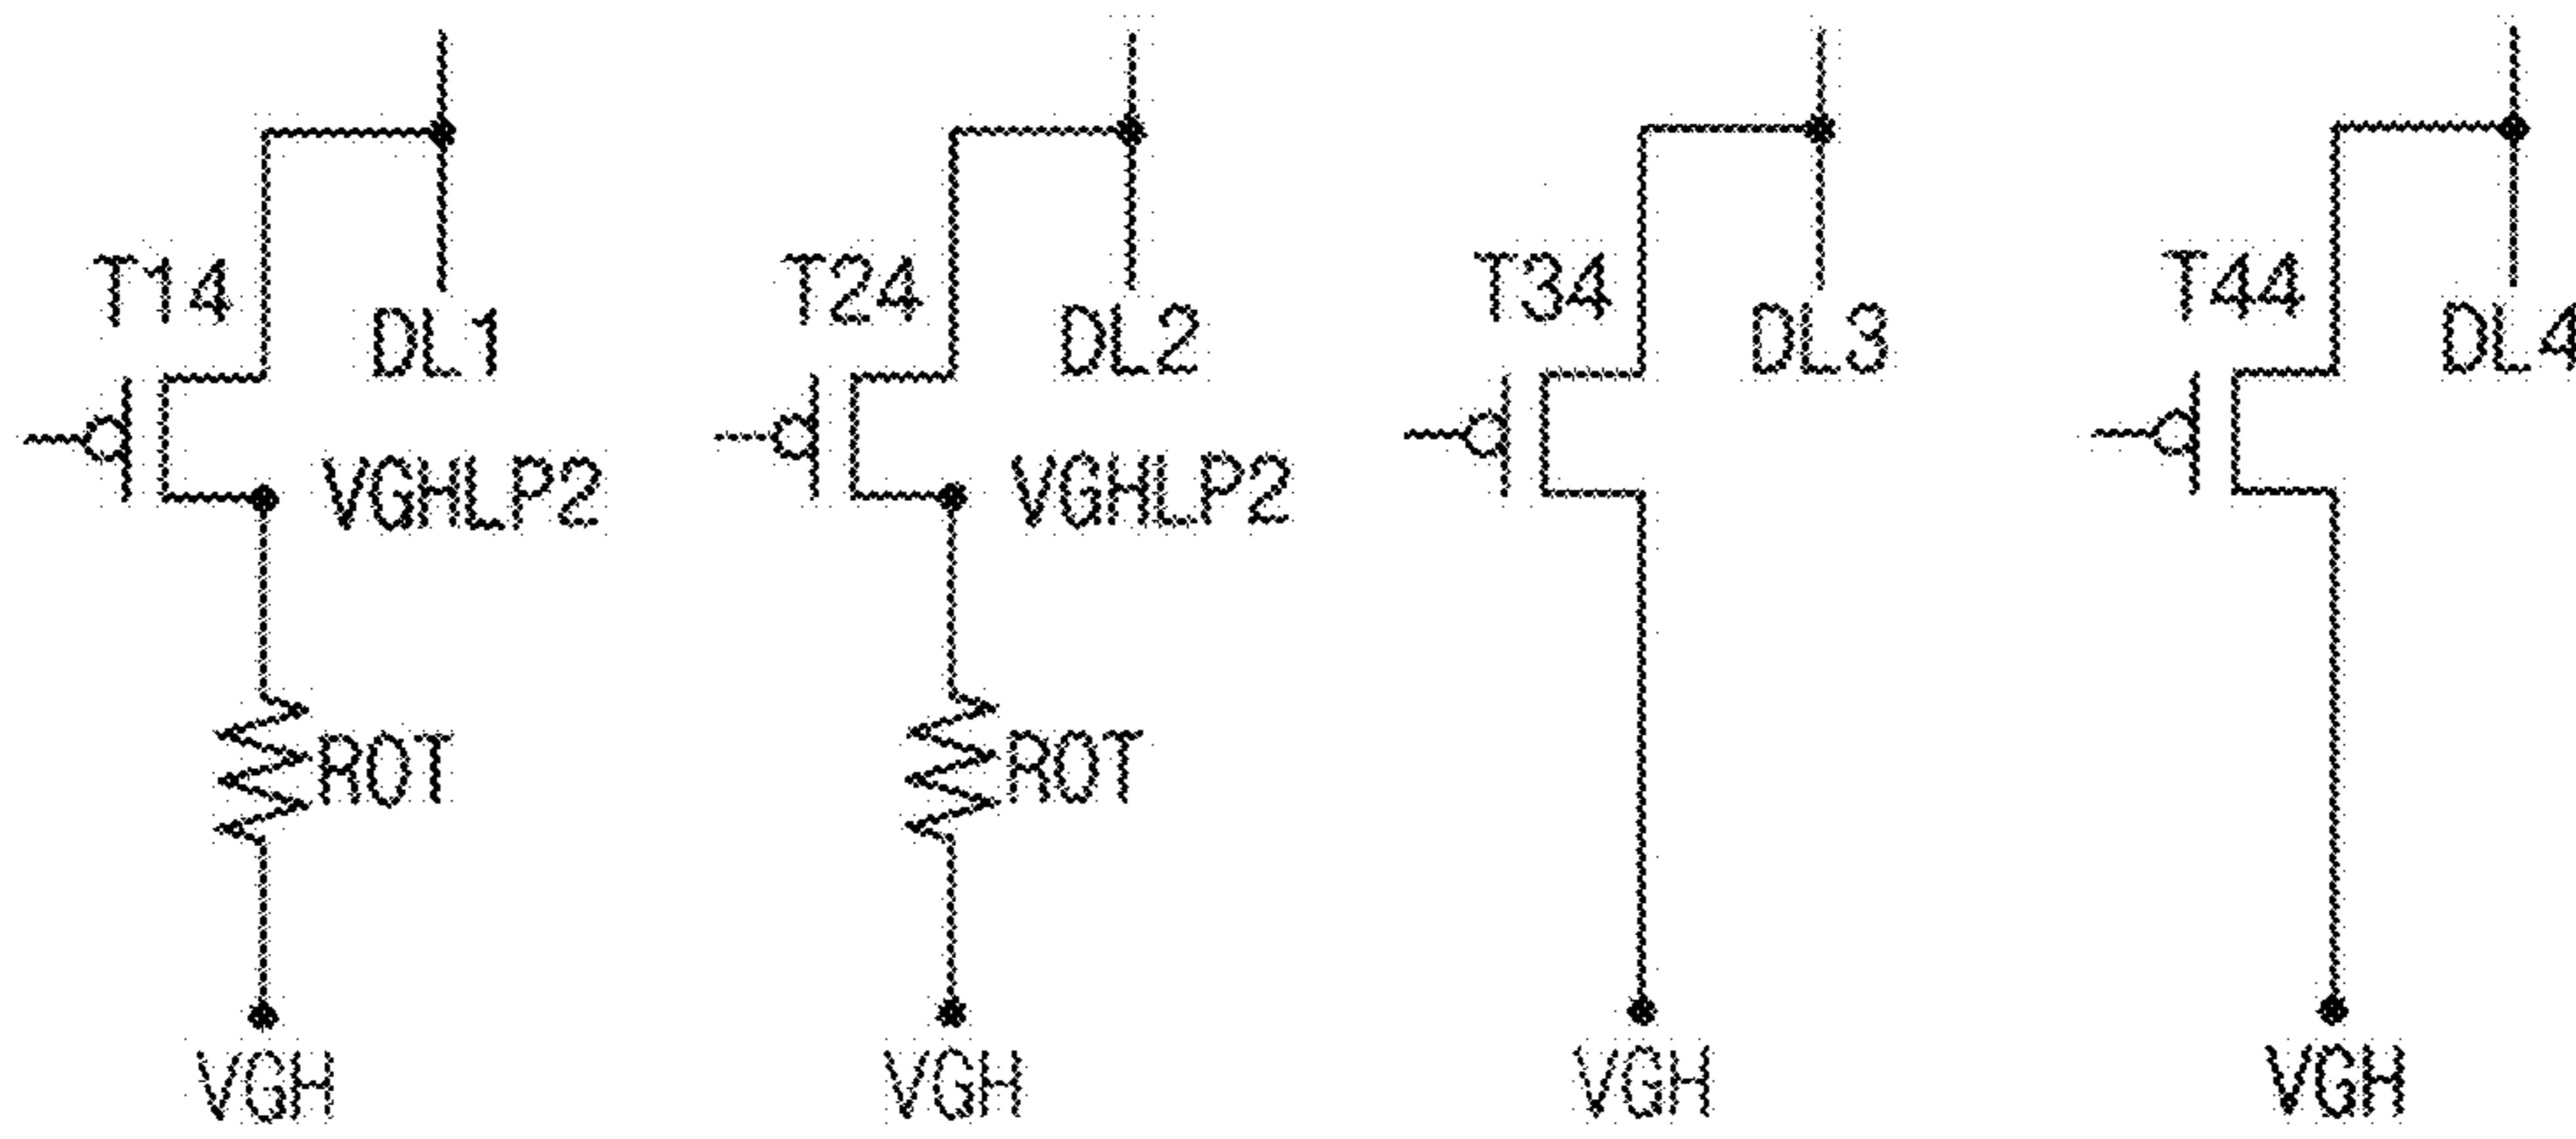 T14 T24 T34 T44
DL1 DL2 DL3 DL4
VGHLP2 VGHLP2
ROT ROT
VGH VGH VGH VGH